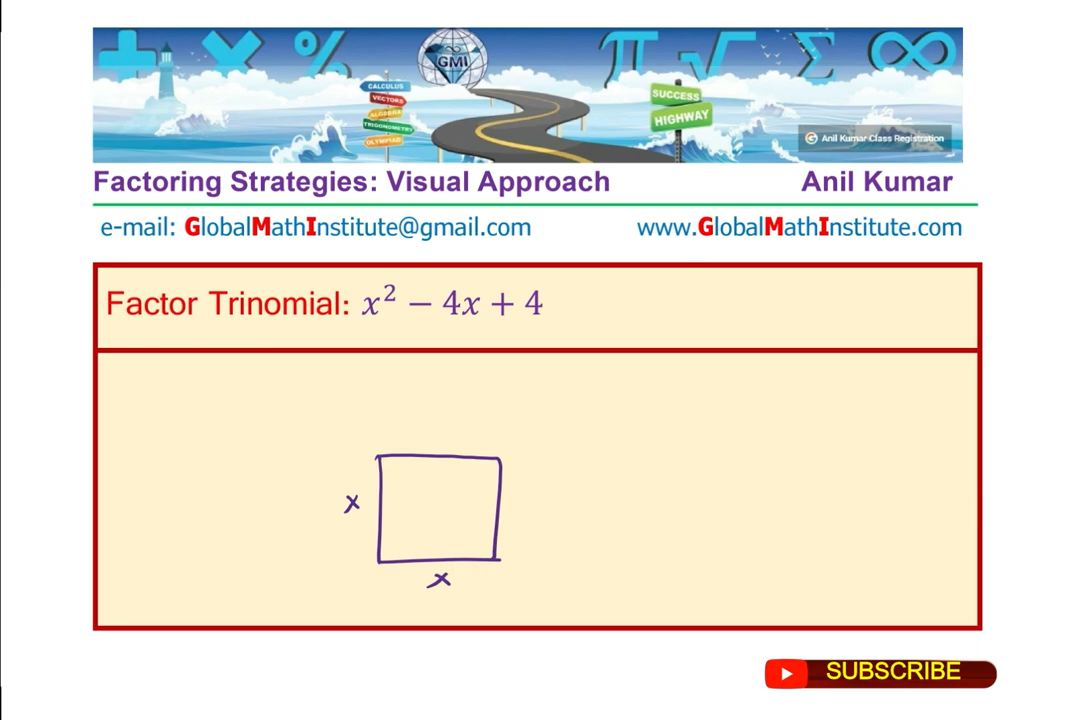 + × % GMI π √ Σ ∞
CALCULUS
VECTORS
ALGEBRA
TRIGONOMETRY
OLYMPIAD
SUCCESS
HIGHWAY
Anil Kumar Class Registration
Factoring Strategies: Visual Approach Anil Kumar
e-mail: GlobalMathInstitute@gmail.com www.GlobalMathInstitute.com
Factor Trinomial: x² − 4x + 4
x
x
SUBSCRIBE